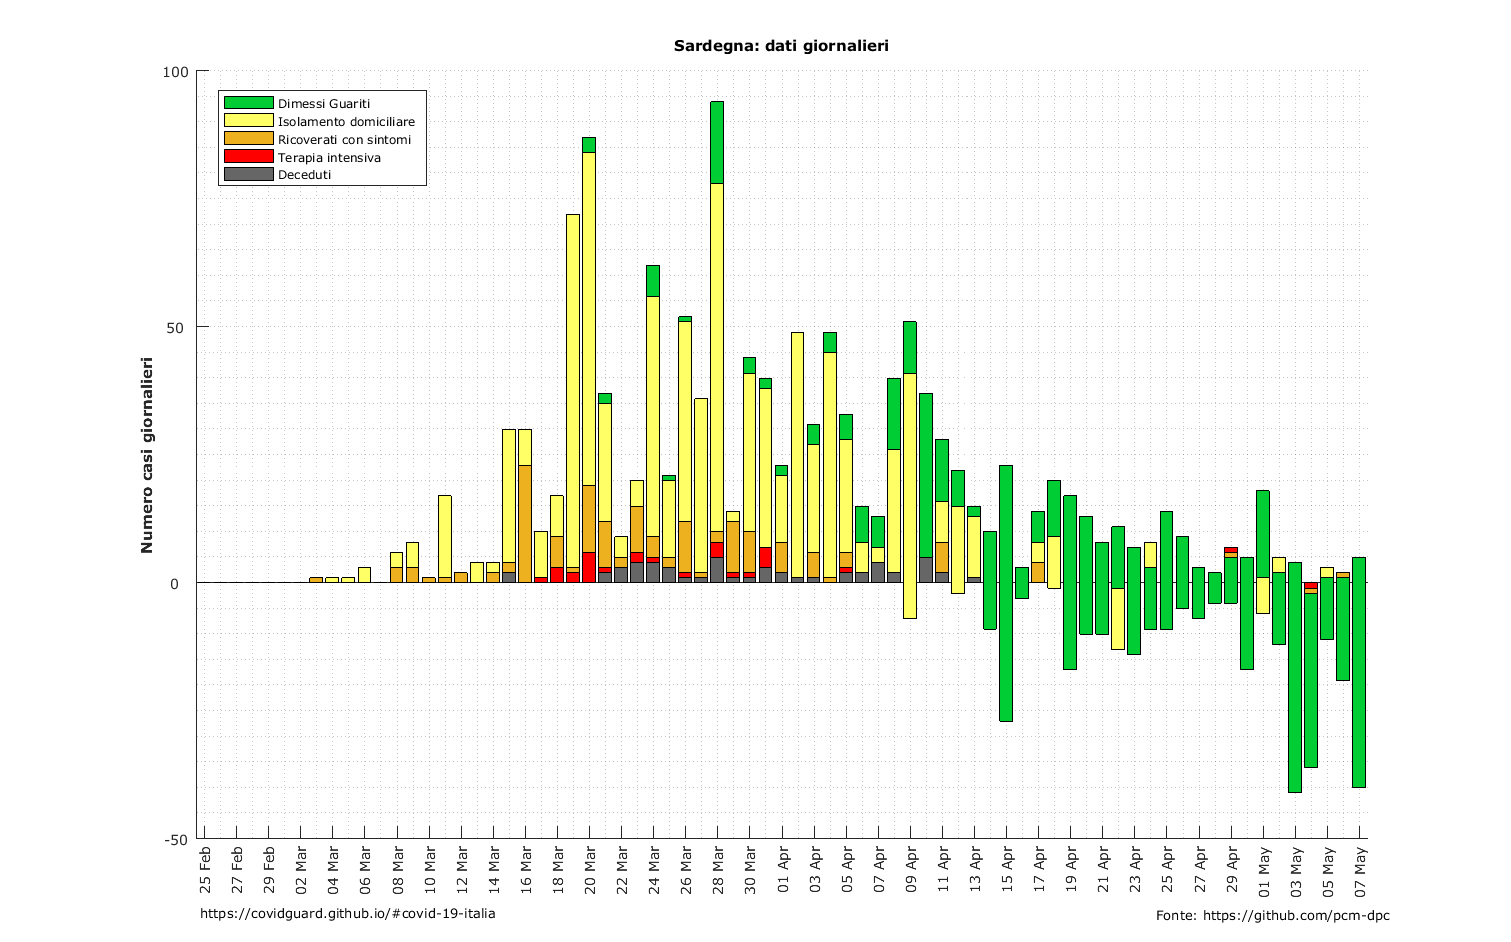 Sardegna: dati giornalieri
100
50
0
-50
Numero casi giornalieri
Dimessi Guariti
Isolamento domiciliare
Ricoverati con sintomi
Terapia intensiva
Deceduti
25 Feb
27 Feb
29 Feb
02 Mar
04 Mar
06 Mar
08 Mar
10 Mar
12 Mar
14 Mar
16 Mar
18 Mar
20 Mar
22 Mar
24 Mar
26 Mar
28 Mar
30 Mar
01 Apr
03 Apr
05 Apr
07 Apr
09 Apr
11 Apr
13 Apr
15 Apr
17 Apr
19 Apr
21 Apr
23 Apr
25 Apr
27 Apr
29 Apr
01 May
03 May
05 May
07 May
https://covidguard.github.io/#covid-19-italia
Fonte: https://github.com/pcm-dpc